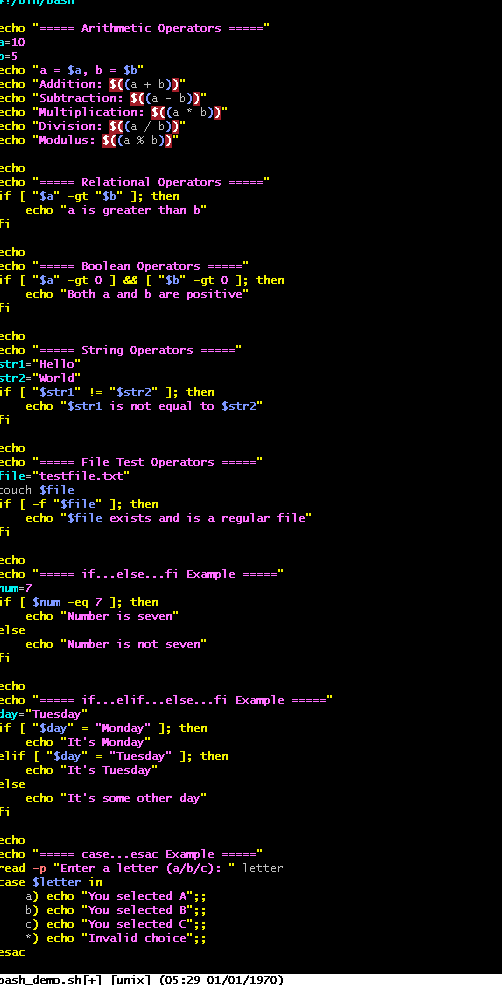 #!/bin/bash
echo "===== Arithmetic Operators ====="
a=10
b=5
echo "a = $a, b = $b"
echo "Addition: $((a + b))"
echo "Subtraction: $((a - b))"
echo "Multiplication: $((a * b))"
echo "Division: $((a / b))"
echo "Modulus: $((a % b))"
echo
echo "===== Relational Operators ====="
if [ "$a" -gt "$b" ]; then
    echo "a is greater than b"
fi
echo
echo "===== Boolean Operators ====="
if [ "$a" -gt 0 ] && [ "$b" -gt 0 ]; then
    echo "Both a and b are positive"
fi
echo
echo "===== String Operators ====="
str1="Hello"
str2="World"
if [ "$str1" != "$str2" ]; then
    echo "$str1 is not equal to $str2"
fi
echo
echo "===== File Test Operators ====="
file="testfile.txt"
touch $file
if [ -f "$file" ]; then
    echo "$file exists and is a regular file"
fi
echo
echo "===== if...else...fi Example ====="
num=7
if [ $num -eq 7 ]; then
    echo "Number is seven"
else
    echo "Number is not seven"
fi
echo
echo "===== if...elif...else...fi Example ====="
day="Tuesday"
if [ "$day" = "Monday" ]; then
    echo "It's Monday"
elif [ "$day" = "Tuesday" ]; then
    echo "It's Tuesday"
else
    echo "It's some other day"
fi
echo
echo "===== case...esac Example ====="
read -p "Enter a letter (a/b/c): " letter
case $letter in
    a) echo "You selected A";;
    b) echo "You selected B";;
    c) echo "You selected C";;
    *) echo "Invalid choice";;
esac
bash_demo.sh[+] [unix] (05:29 01/01/1970)